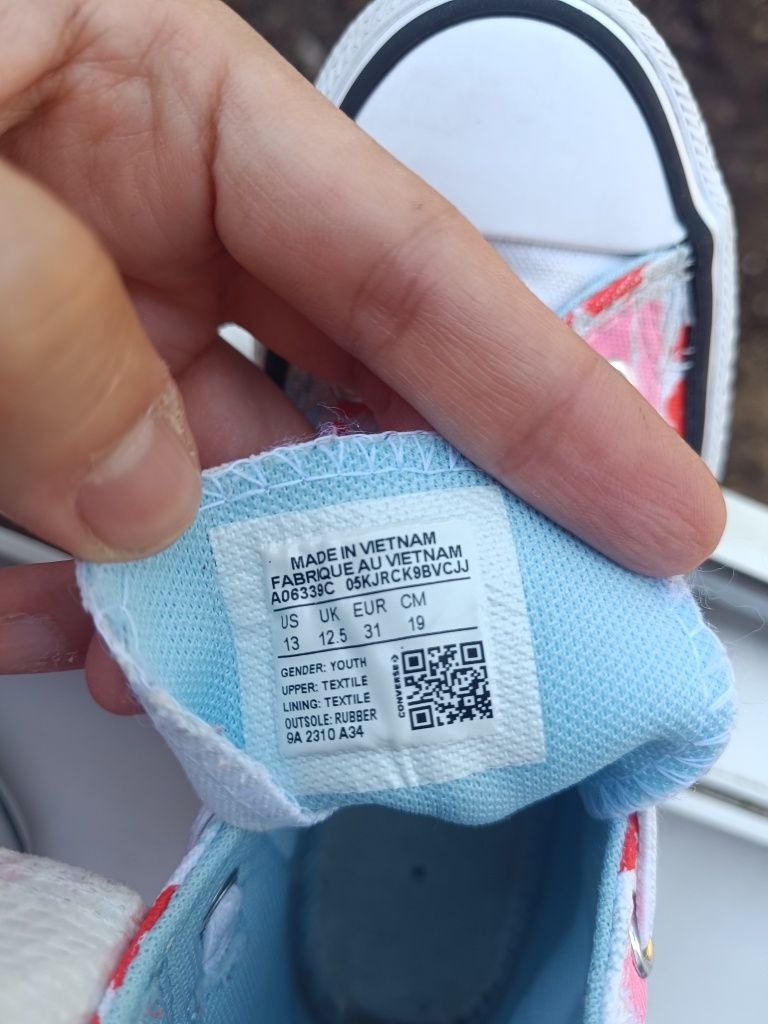 MADE IN VIETNAM
FABRIQUE AU VIETNAM
A06339C 05KJRCK9BVCJJ
US UK EUR CM
13 12.5 31 19
GENDER: YOUTH
UPPER: TEXTILE
LINING: TEXTILE
OUTSOLE: RUBBER
9A 2310 A34
CONVERSE